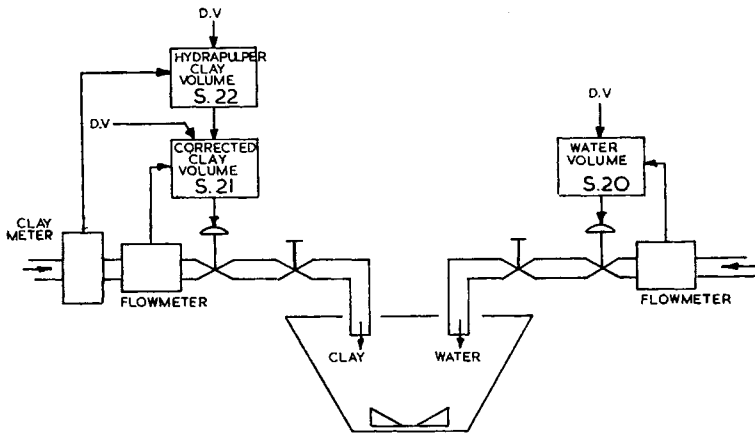 D.V
HYDRAPULPER
CLAY
VOLUME
S.22
D.V
CORRECTED
CLAY
VOLUME
S.21
CLAY
METER
FLOWMETER
D.V
WATER
VOLUME
S.20
FLOWMETER
CLAY
WATER